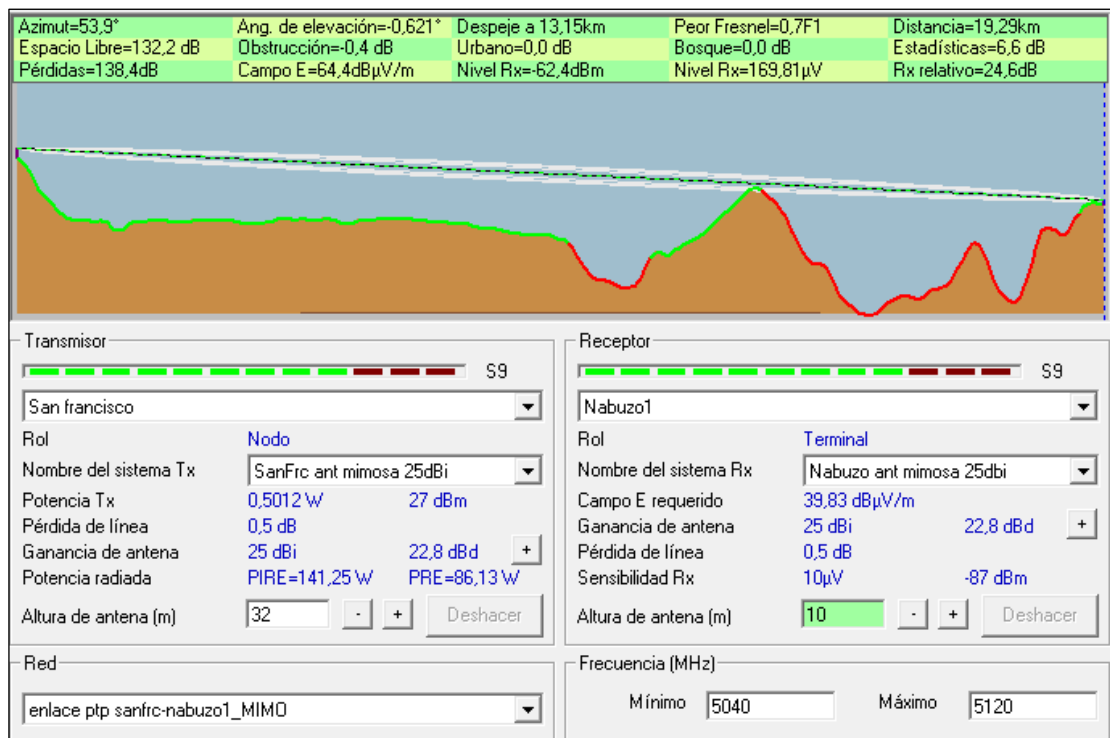 Azimut=53,9° Ang. de elevación=-0,621° Despeje a 13,15km Peor Fresnel=0,7F1 Distancia=19,29km
Espacio Libre=132,2 dB Obstrucción=-0,4 dB Urbano=0,0 dB Bosque=0,0 dB Estadísticas=6,6 dB
Pérdidas=138,4dB Campo E=64,4dBµV/m Nivel Rx=-62,4dBm Nivel Rx=169,81µV Rx relativo=24,6dB
Transmisor
S9
San francisco
Rol Nodo
Nombre del sistema Tx SanFrc ant mimosa 25dBi
Potencia Tx 0,5012 W 27 dBm
Pérdida de línea 0,5 dB
Ganancia de antena 25 dBi 22,8 dBd +
Potencia radiada PIRE=141,25 W PRE=86,13 W
Altura de antena (m) 32 - + Deshacer
Receptor
S9
Nabuzo1
Rol Terminal
Nombre del sistema Rx Nabuzo ant mimosa 25dbi
Campo E requerido 39,83 dBµV/m
Ganancia de antena 25 dBi 22,8 dBd +
Pérdida de línea 0,5 dB
Sensibilidad Rx 10µV -87 dBm
Altura de antena (m) 10 - + Deshacer
Red
enlace ptp sanfrc-nabuzo1_MIMO
Frecuencia (MHz)
Mínimo 5040 Máximo 5120